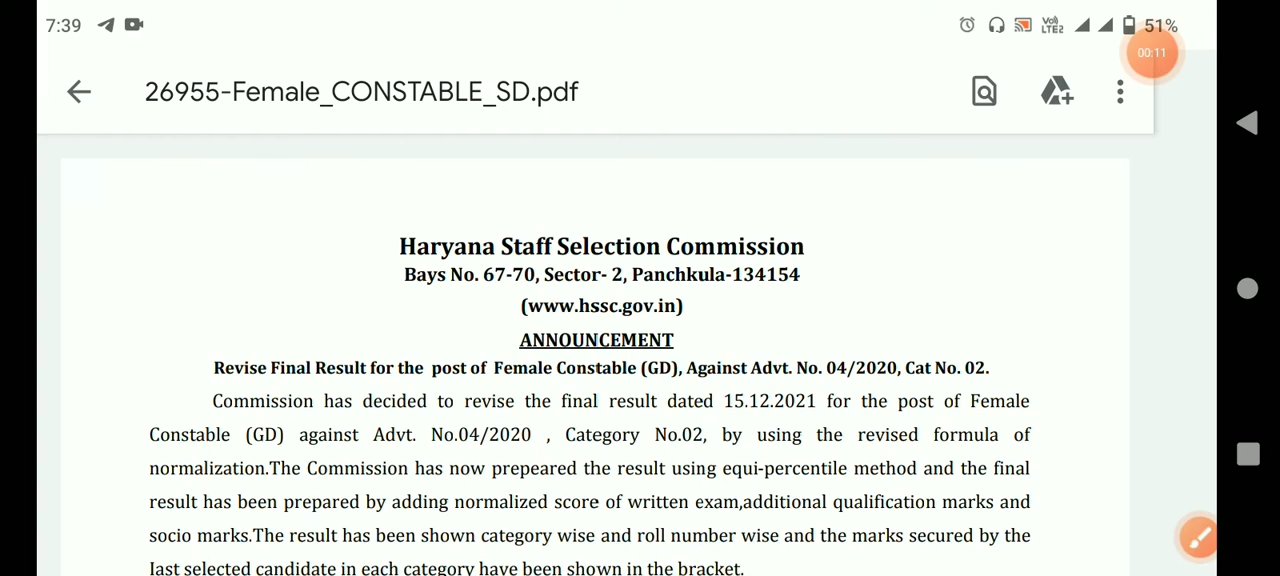 7:39
Vo) LTE2
51%
00:11
26955-Female_CONSTABLE_SD.pdf
Haryana Staff Selection Commission
Bays No. 67-70, Sector- 2, Panchkula-134154
(www.hssc.gov.in)
ANNOUNCEMENT
Revise Final Result for the post of Female Constable (GD), Against Advt. No. 04/2020, Cat No. 02.
Commission has decided to revise the final result dated 15.12.2021 for the post of Female
Constable (GD) against Advt. No.04/2020 , Category No.02, by using the revised formula of
normalization.The Commission has now prepeared the result using equi-percentile method and the final
result has been prepared by adding normalized score of written exam,additional qualification marks and
socio marks.The result has been shown category wise and roll number wise and the marks secured by the
last selected candidate in each category have been shown in the bracket.